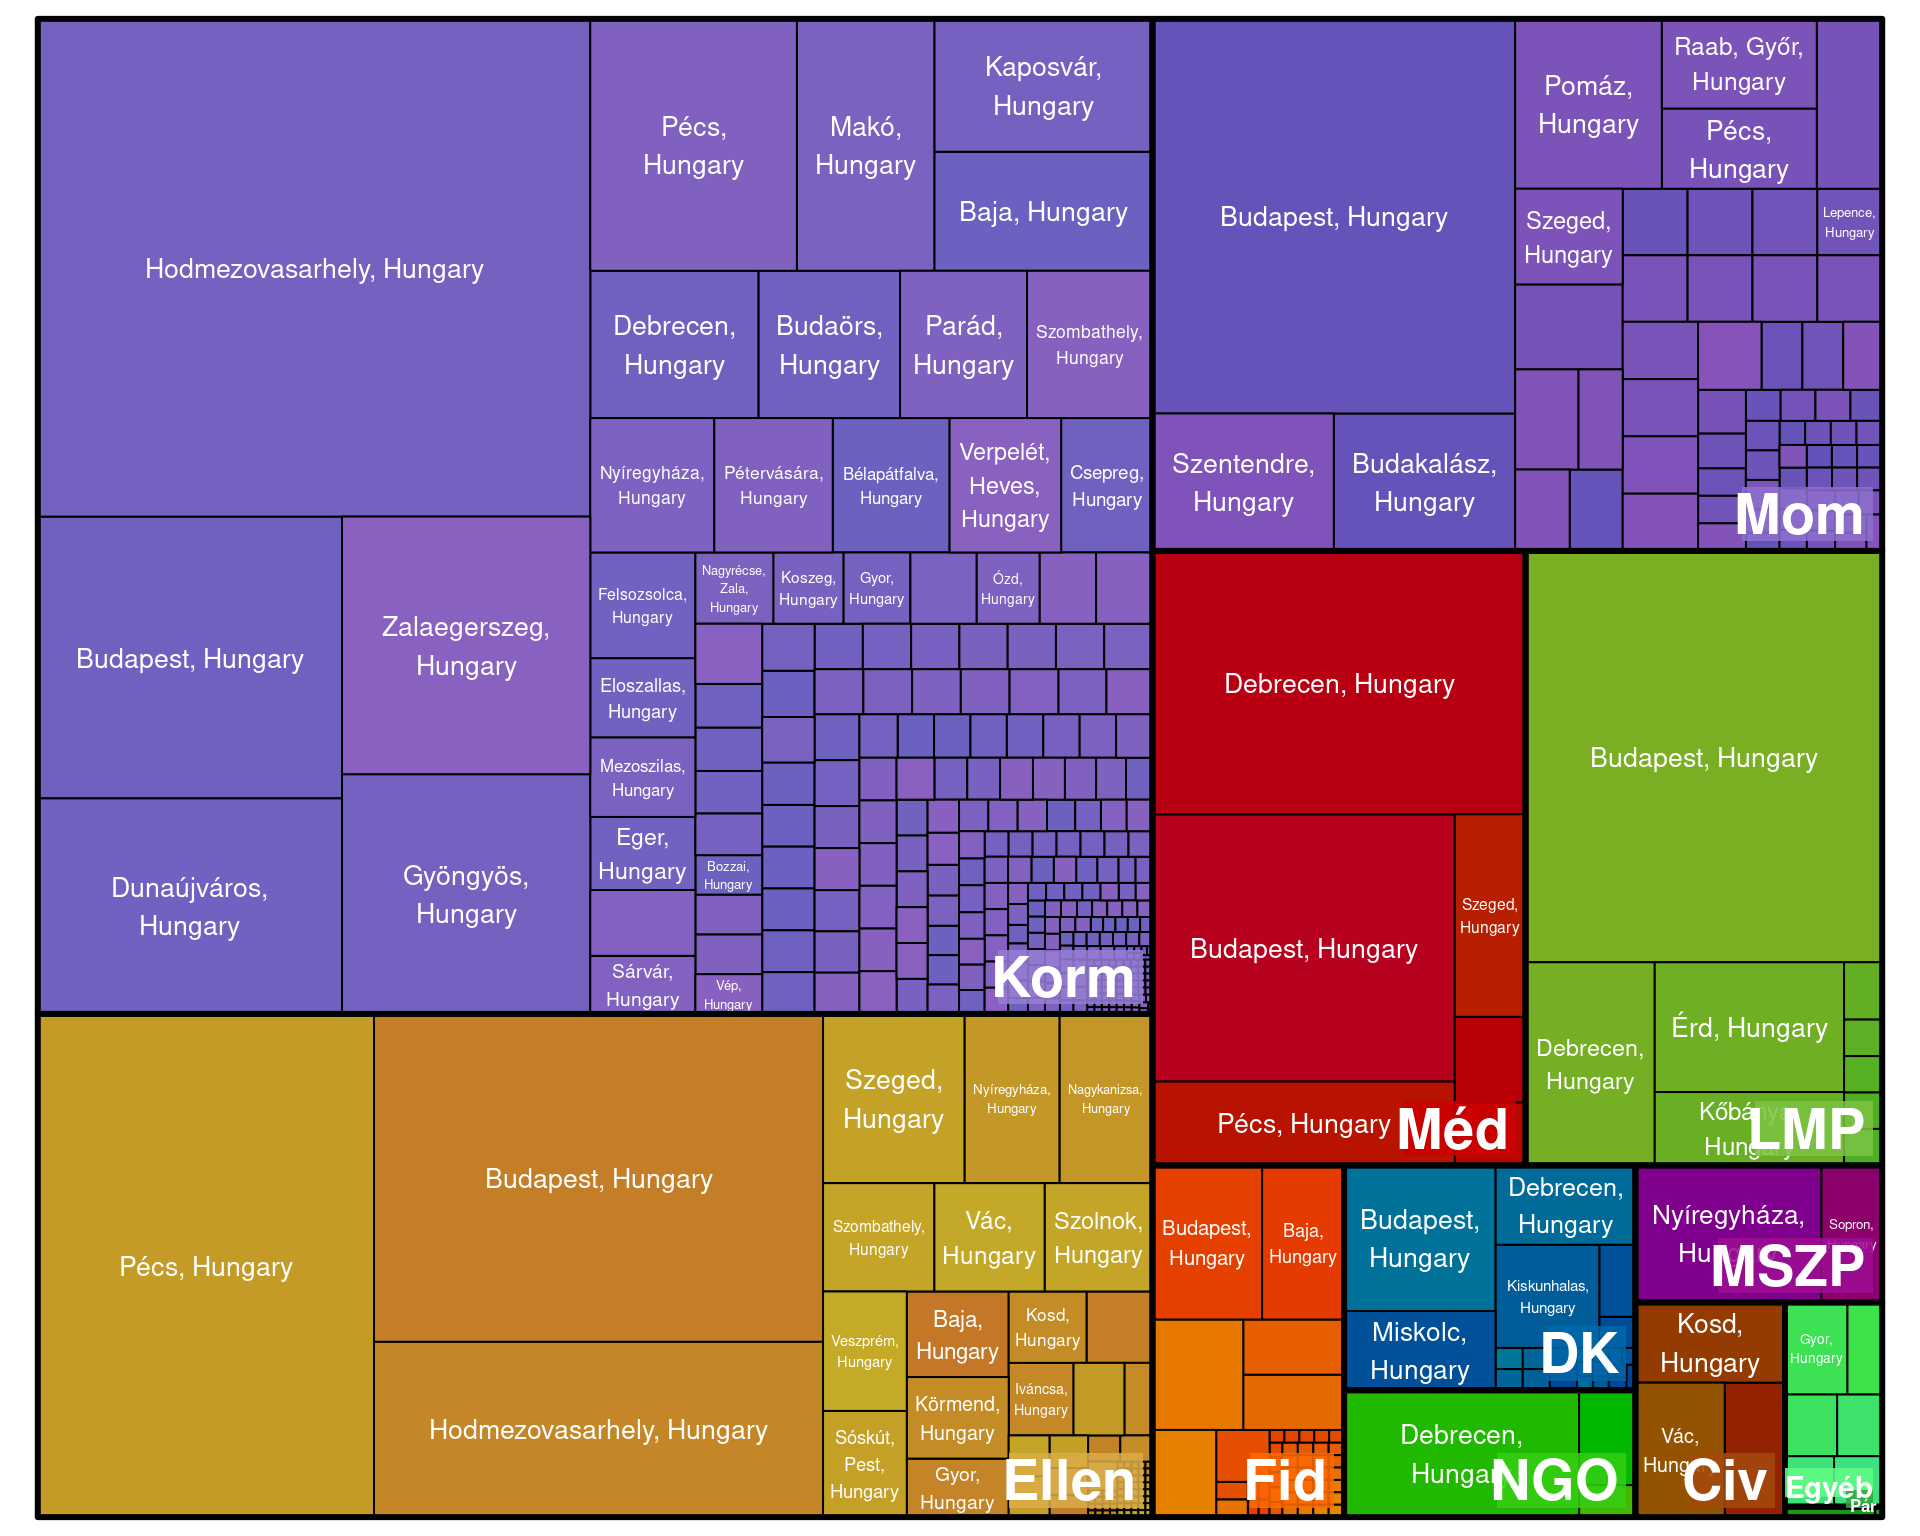 Hodmezovasarhely, Hungary
Pécs,
Hungary
Makó,
Hungary
Kaposvár,
Hungary
Baja, Hungary
Debrecen,
Hungary
Budaörs,
Hungary
Parád,
Hungary
Szombathely,
Hungary
Nyíregyháza,
Hungary
Pétervására,
Hungary
Bélapátfalva,
Hungary
Verpelét,
Heves,
Hungary
Csepreg,
Hungary
Budapest, Hungary
Zalaegerszeg,
Hungary
Dunaújváros,
Hungary
Gyöngyös,
Hungary
Felsozsolca,
Hungary
Nagyrécse,
Zala,
Hungary
Koszeg,
Hungary
Gyor,
Hungary
Ózd,
Hungary
Eloszallas,
Hungary
Mezoszilas,
Hungary
Eger,
Hungary
Bozzai,
Hungary
Sárvár,
Hungary
Vép,
Hungary
Korm
Budapest, Hungary
Pomáz,
Hungary
Raab, Győr,
Hungary
Pécs,
Hungary
Szeged,
Hungary
Lepence,
Hungary
Szentendre,
Hungary
Budakalász,
Hungary
Mom
Debrecen, Hungary
Budapest, Hungary
Szeged,
Hungary
Pécs, Hungary
Méd
Budapest, Hungary
Debrecen,
Hungary
Érd, Hungary
Kőbánya,
Hungary
LMP
Pécs, Hungary
Budapest, Hungary
Hodmezovasarhely, Hungary
Szeged,
Hungary
Nyíregyháza,
Hungary
Nagykanizsa,
Hungary
Szombathely,
Hungary
Vác,
Hungary
Szolnok,
Hungary
Veszprém,
Hungary
Baja,
Hungary
Kosd,
Hungary
Körmend,
Hungary
Iváncsa,
Hungary
Sóskút,
Pest,
Hungary
Gyor,
Hungary
Ellen
Budapest,
Hungary
Baja,
Hungary
Fid
Budapest,
Hungary
Debrecen,
Hungary
Kiskunhalas,
Hungary
Miskolc,
Hungary
DK
Debrecen,
Hungary
NGO
Nyíregyháza,
Hungary
Sopron,
Hungary
MSZP
Kosd,
Hungary
Vác,
Hungary
Civ
Gyor,
Hungary
Egyéb
Pár